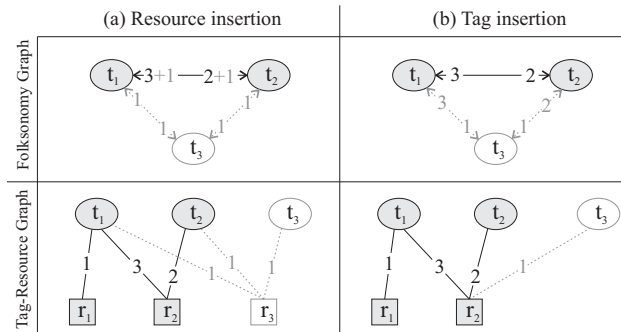 (a) Resource insertion
(b) Tag insertion
Folksonomy Graph
t1 3+1 2+1 t2
1 1
1 1
t3
t1 3 2 t2
3 2
1 1
t3
Tag-Resource Graph
t1 t2 t3
1 3 2 1 1 1
r1 r2 r3
t1 t2 t3
1 3 2 1
r1 r2